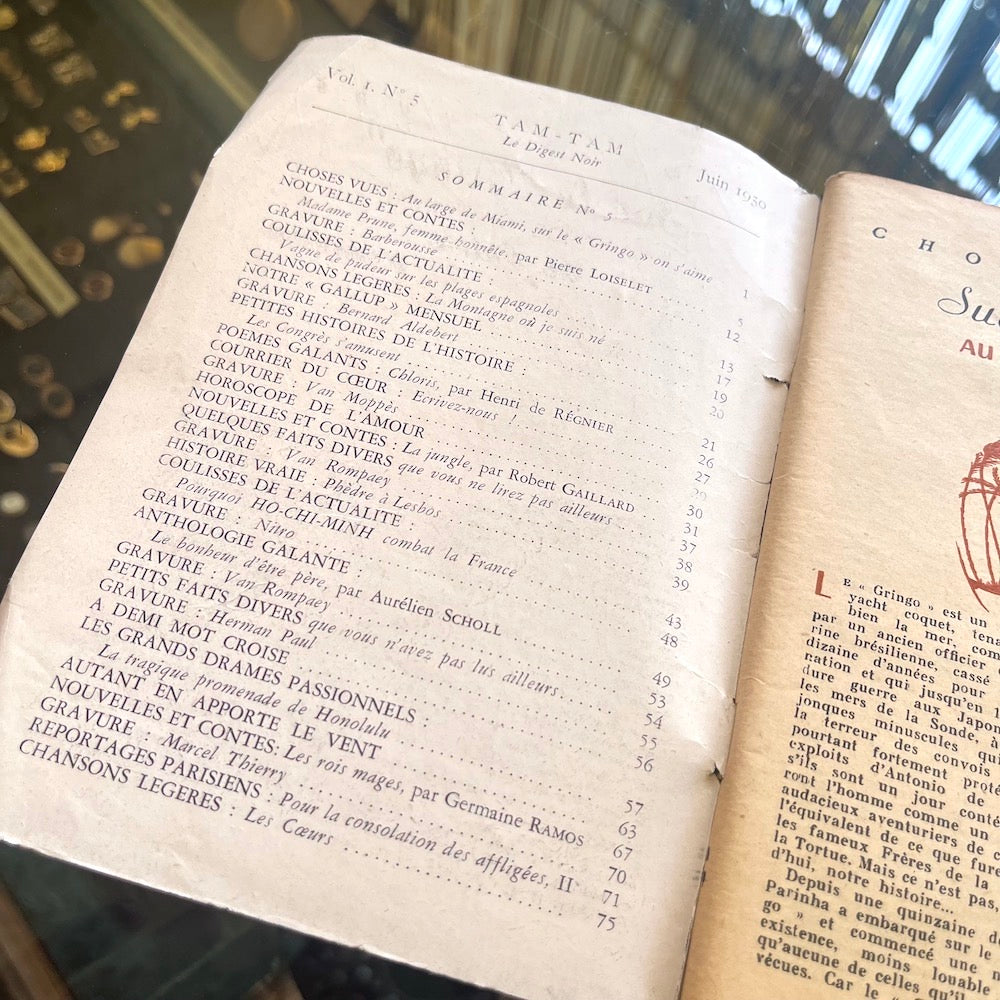 Vol. 1. N° 5
TAM-TAM
Le Digest Noir
Juin 1950
SOMMAIRE N° 5
CHOSES VUES : Au large de Miami, sur le « Gringo » on s'aime 1
NOUVELLES ET CONTES :
Madame Prune, femme honnête, par Pierre LOISELET .... 5
GRAVURE : Barberousse .... 12
COULISSES DE L'ACTUALITE :
Vague de pudeur sur les plages espagnoles .... 13
CHANSONS LEGERES : La Montagne où je suis né .... 17
NOTRE « GALLUP » MENSUEL .... 19
GRAVURE : Bernard Aldebert .... 20
PETITES HISTOIRES DE L'HISTOIRE :
Les Congrès s'amusent .... 21
POEMES GALANTS : Chloris, par Henri de RÉGNIER .... 26
COURRIER DU CŒUR : Ecrivez-nous ! .... 27
GRAVURE : Van Moppès .... 29
HOROSCOPE DE L'AMOUR .... 30
NOUVELLES ET CONTES : La jungle, par Robert GAILLARD .... 31
QUELQUES FAITS DIVERS que vous ne lirez pas ailleurs .... 37
GRAVURE : Van Rompaey .... 38
HISTOIRE VRAIE : Phèdre à Lesbos .... 39
COULISSES DE L'ACTUALITE :
Pourquoi HO-CHI-MINH combat la France .... 43
GRAVURE : Nitro .... 48
ANTHOLOGIE GALANTE :
Le bonheur d'être père, par Aurélien SCHOLL .... 49
GRAVURE : Van Rompaey .... 53
PETITS FAITS DIVERS que vous n'avez pas lus ailleurs .... 54
GRAVURE : Herman Paul .... 55
A DEMI MOT CROISE .... 56
LES GRANDS DRAMES PASSIONNELS :
La tragique promenade de Honolulu .... 57
AUTANT EN APPORTE LE VENT .... 63
NOUVELLES ET CONTES: Les rois mages, par Germaine RAMOS 67
GRAVURE : Marcel Thierry .... 70
REPORTAGES PARISIENS : Pour la consolation des affligées, II 71
CHANSONS LEGERES : Les Cœurs .... 75
CHO
AU
LE « Gringo » est un
yacht coquet, tena
bien la mer, com
par un ancien officier
rine brésilienne, cassé
dizaine d'années pour
nation et qui jusqu'en
dure guerre aux Japon
les mers de la Sonde, à
jonques minuscules
la terreur des convois
pourtant fortement proté
exploits d'Antonio de
s'ils sont un jour conté
ront l'homme comme un
audacieux aventuriers de c
l'équivalent de ce que fure
les fameux Frères de la
la Tortue. Mais ce n'est pas,
d'hui, notre histoire...
Depuis une quinzaine de
Parinha a embarqué sur le
go » et commencé une n
existence, moins louable
qu'aucune de celles qu'il
vécues. Car le «